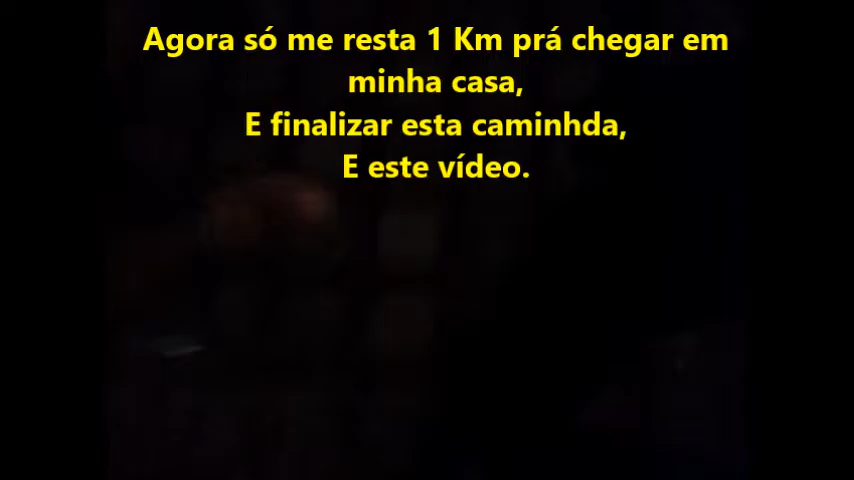 Agora só me resta 1 Km prá chegar em
minha casa,
E finalizar esta caminhda,
E este vídeo.